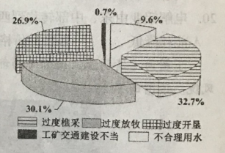 0.7%
9.6%
26.9%
30.1%
32.7%
过度樵采 过度放牧 过度开垦
工矿交通建设不当 不合理用水